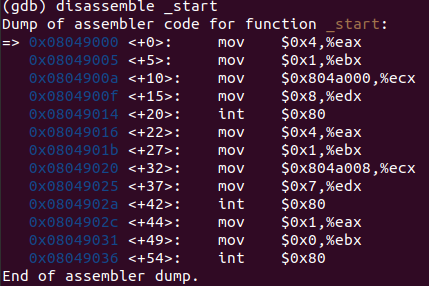 (gdb) disassemble _start
Dump of assembler code for function _start:
=> 0x08049000 <+0>:     mov    $0x4,%eax
   0x08049005 <+5>:     mov    $0x1,%ebx
   0x0804900a <+10>:    mov    $0x804a000,%ecx
   0x0804900f <+15>:    mov    $0x8,%edx
   0x08049014 <+20>:    int    $0x80
   0x08049016 <+22>:    mov    $0x4,%eax
   0x0804901b <+27>:    mov    $0x1,%ebx
   0x08049020 <+32>:    mov    $0x804a008,%ecx
   0x08049025 <+37>:    mov    $0x7,%edx
   0x0804902a <+42>:    int    $0x80
   0x0804902c <+44>:    mov    $0x1,%eax
   0x08049031 <+49>:    mov    $0x0,%ebx
   0x08049036 <+54>:    int    $0x80
End of assembler dump.